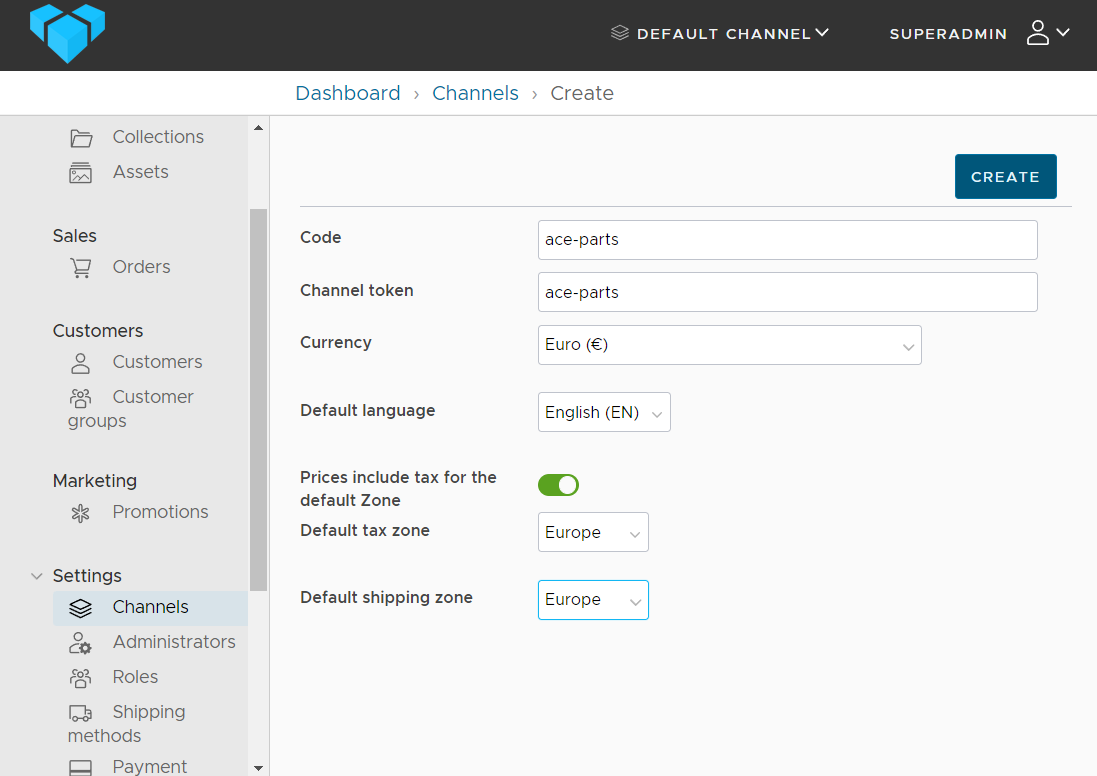 DEFAULT CHANNEL
SUPERADMIN
Dashboard › Channels › Create
Collections
Assets
Sales
Orders
Customers
Customers
Customer
groups
Marketing
Promotions
Settings
Channels
Administrators
Roles
Shipping
methods
Payment
CREATE
Code
ace-parts
Channel token
ace-parts
Currency
Euro (€)
Default language
English (EN)
Prices include tax for the
default Zone
Default tax zone
Europe
Default shipping zone
Europe